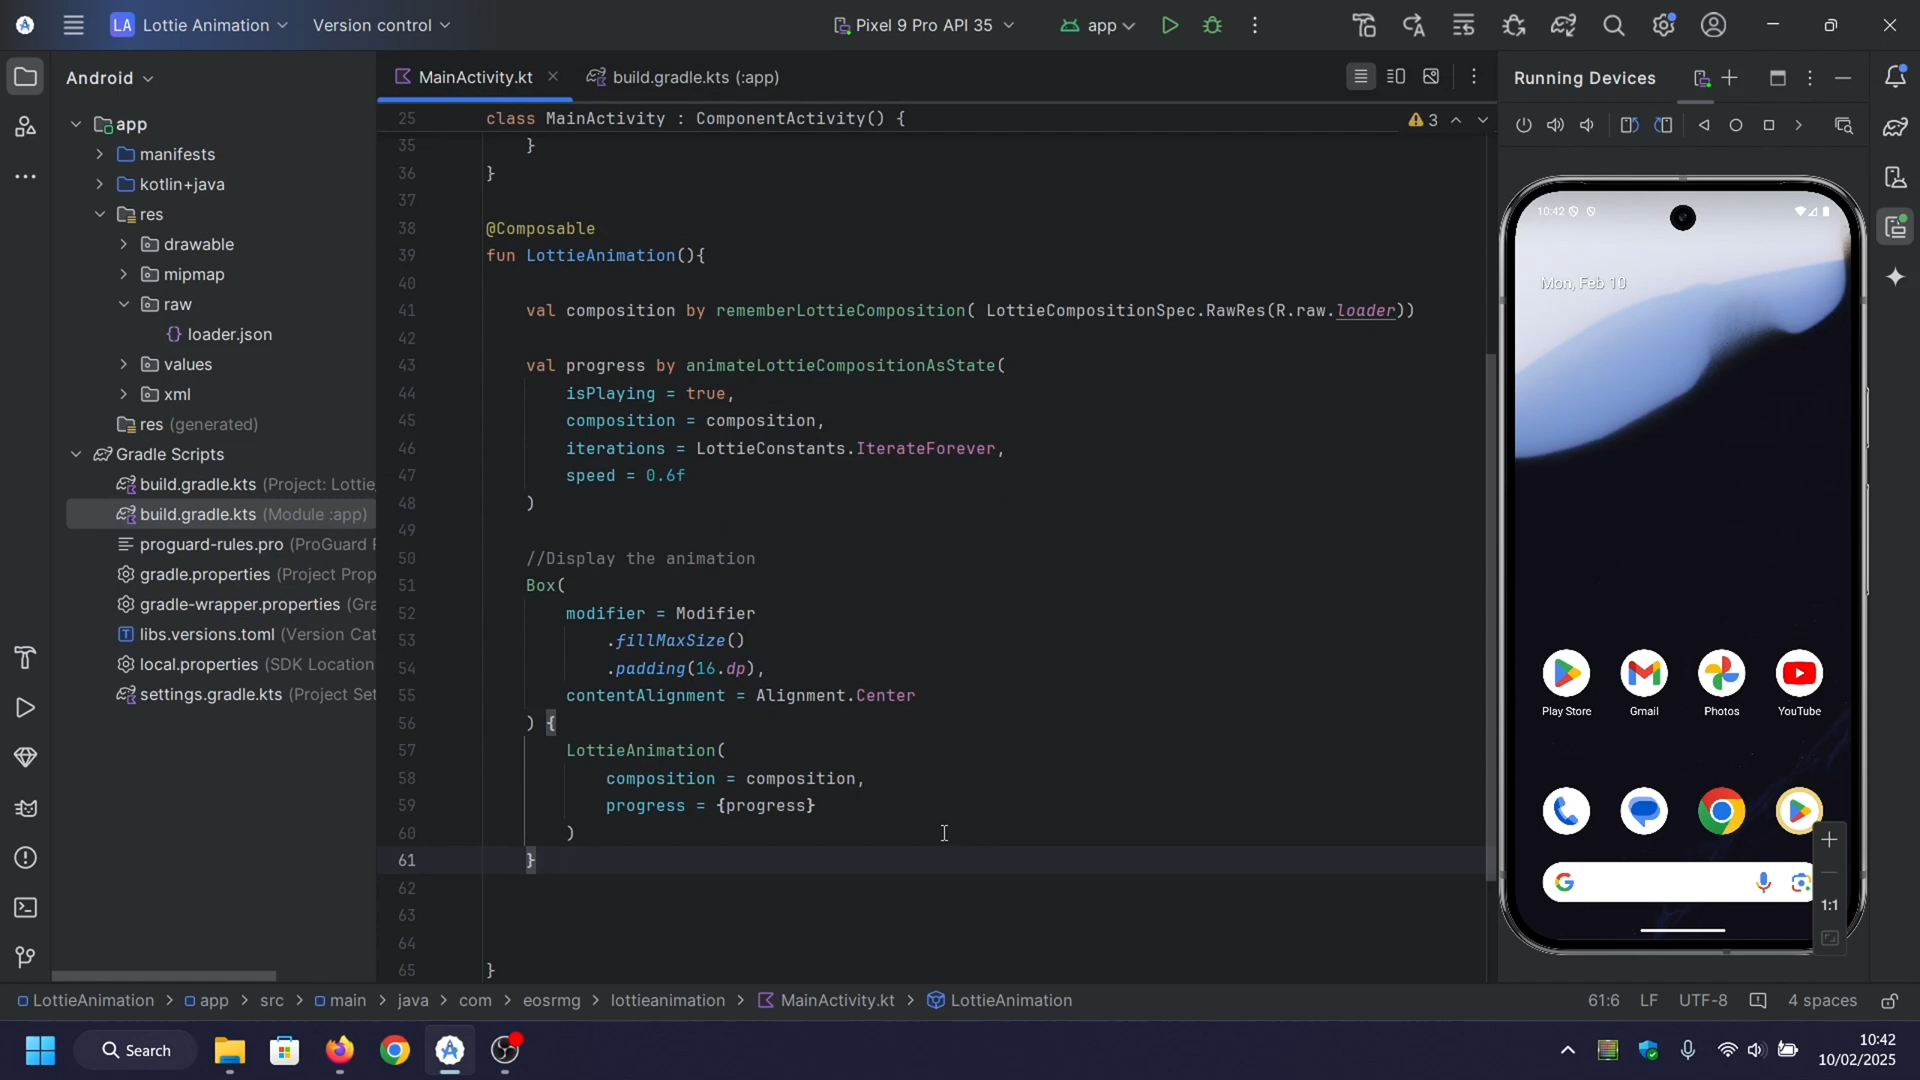 LA Lottie Animation Version control Pixel 9 Pro API 35 app
Android MainActivity.kt build.gradle.kts (:app) Running Devices
app
manifests
kotlin+java
res
drawable
mipmap
raw
loader.json
values
xml
res (generated)
Gradle Scripts
build.gradle.kts (Project: Lottie
build.gradle.kts (Module :app)
proguard-rules.pro (ProGuard
gradle.properties (Project Prop
gradle-wrapper.properties (Gra
libs.versions.toml (Version Cat
local.properties (SDK Location
settings.gradle.kts (Project Set
25 class MainActivity : ComponentActivity() { 3
35 }
36 }
37
38 @Composable
39 fun LottieAnimation(){
40
41 val composition by rememberLottieComposition( LottieCompositionSpec.RawRes(R.raw.loader))
42
43 val progress by animateLottieCompositionAsState(
44 isPlaying = true,
45 composition = composition,
46 iterations = LottieConstants.IterateForever,
47 speed = 0.6f
48 )
49
50 //Display the animation
51 Box(
52 modifier = Modifier
53 .fillMaxSize()
54 .padding(16.dp),
55 contentAlignment = Alignment.Center
56 ) {
57 LottieAnimation(
58 composition = composition,
59 progress = {progress}
60 )
61 }
62
63
64
65 }
10:42
Mon, Feb 10
Play Store Gmail Photos YouTube
1:1
LottieAnimation > app > src > main > java > com > eosrmg > lottieanimation > MainActivity.kt > LottieAnimation 61:6 LF UTF-8 4 spaces
Search 10:42
10/02/2025